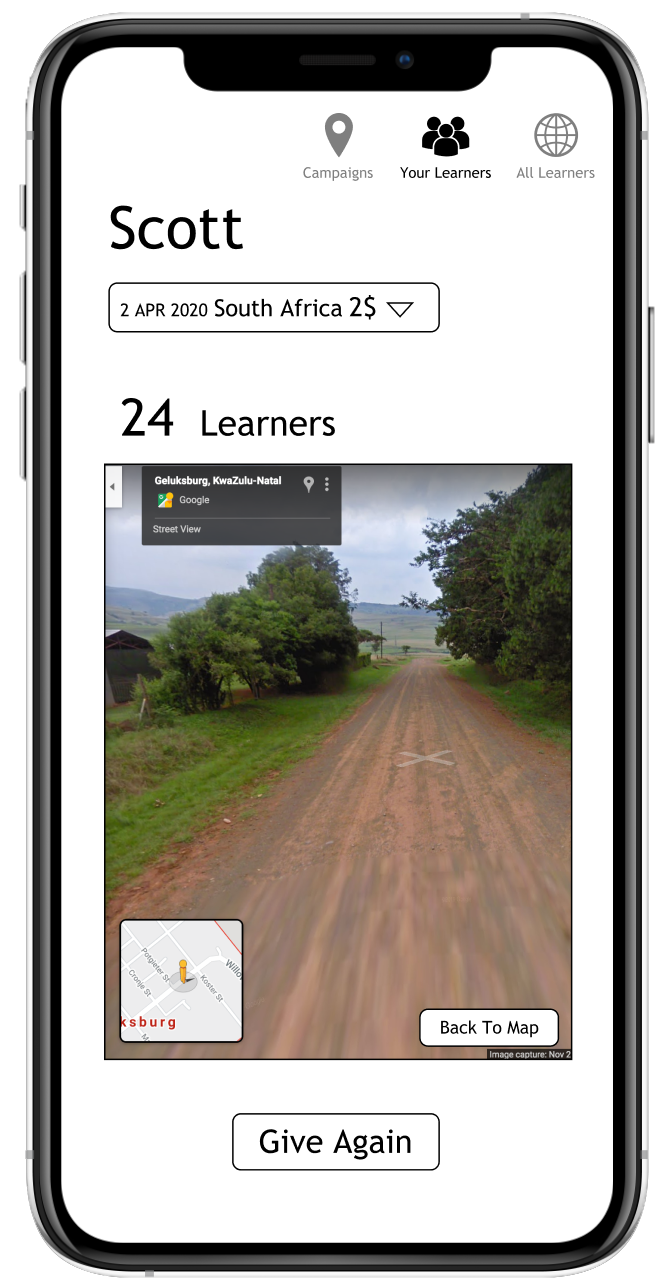 Campaigns Your Learners All Learners
Scott
2 APR 2020 South Africa 2$
24 Learners
Geluksburg, KwaZulu-Natal
Google
Street View
Potgieter St
Cronje St
Koster St
Willo
ksburg
Back To Map
Image capture: Nov 2
Give Again